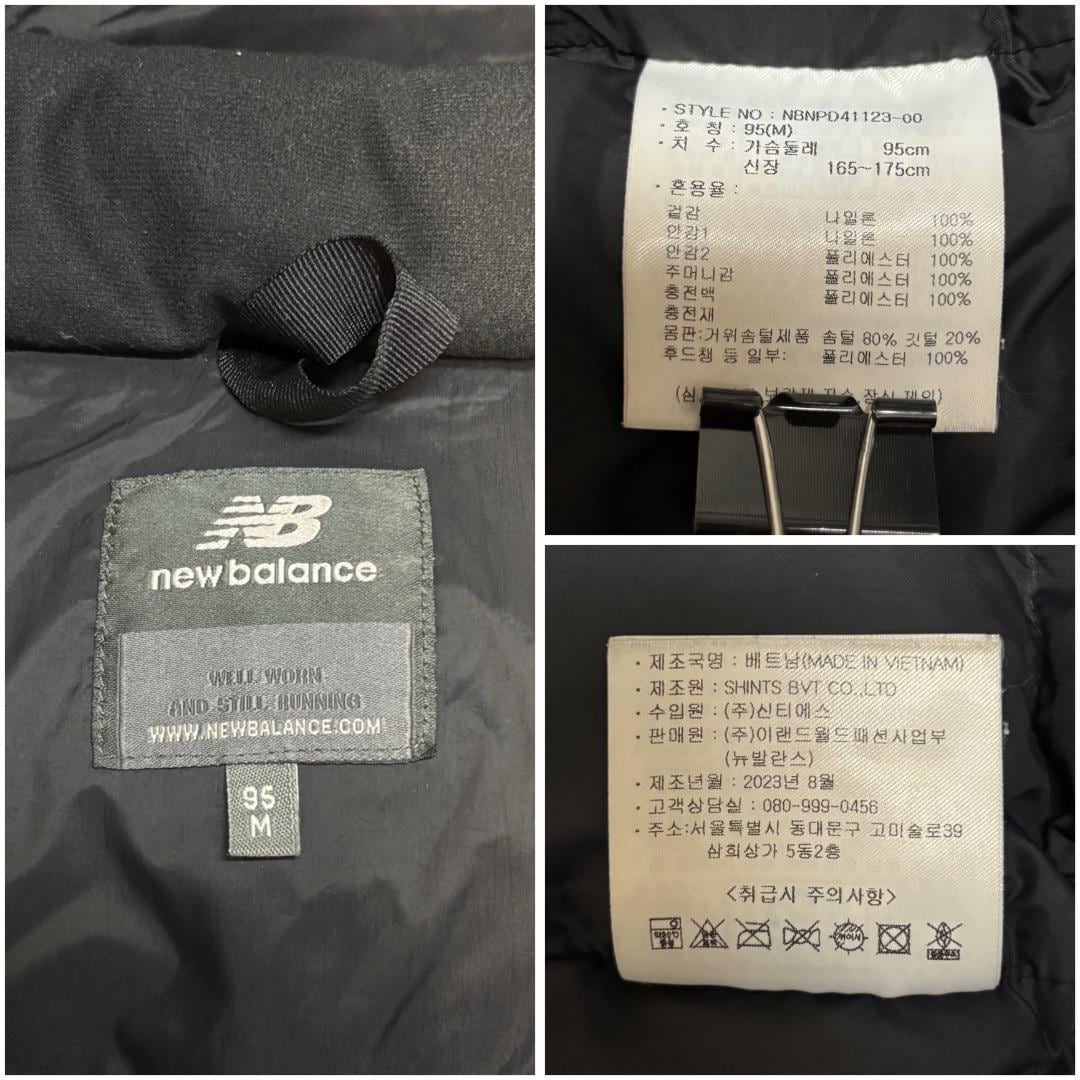 NB
new balance
WELL WORN
AND STILL RUNNING
WWW.NEWBALANCE.COM
95
M
· STYLE NO : NBNPD41123-00
· 호 칭 : 95(M)
· 치 수 : 가슴둘레 95cm
신장 165~175cm
· 혼용율 :
겉감 나일론 100%
안감1 나일론 100%
안감2 폴리에스터 100%
주머니감 폴리에스터 100%
충전백 폴리에스터 100%
충전재
몸판:거위솜털제품 솜털 80% 깃털 20%
후드챙 등 일부: 폴리에스터 100%
장식 제외)
· 제조국명 : 베트남(MADE IN VIETNAM)
· 제조원 : SHINTS BVT CO.,LTD
· 수입원 : (주)신티에스
· 판매원 : (주)이랜드월드패션사업부
(뉴발란스)
· 제조년월 : 2023년 8월
· 고객상담실 : 080-999-0456
· 주소:서울특별시 동대문구 고미술로39
삼희상가 5동2층
<취급시 주의사항>